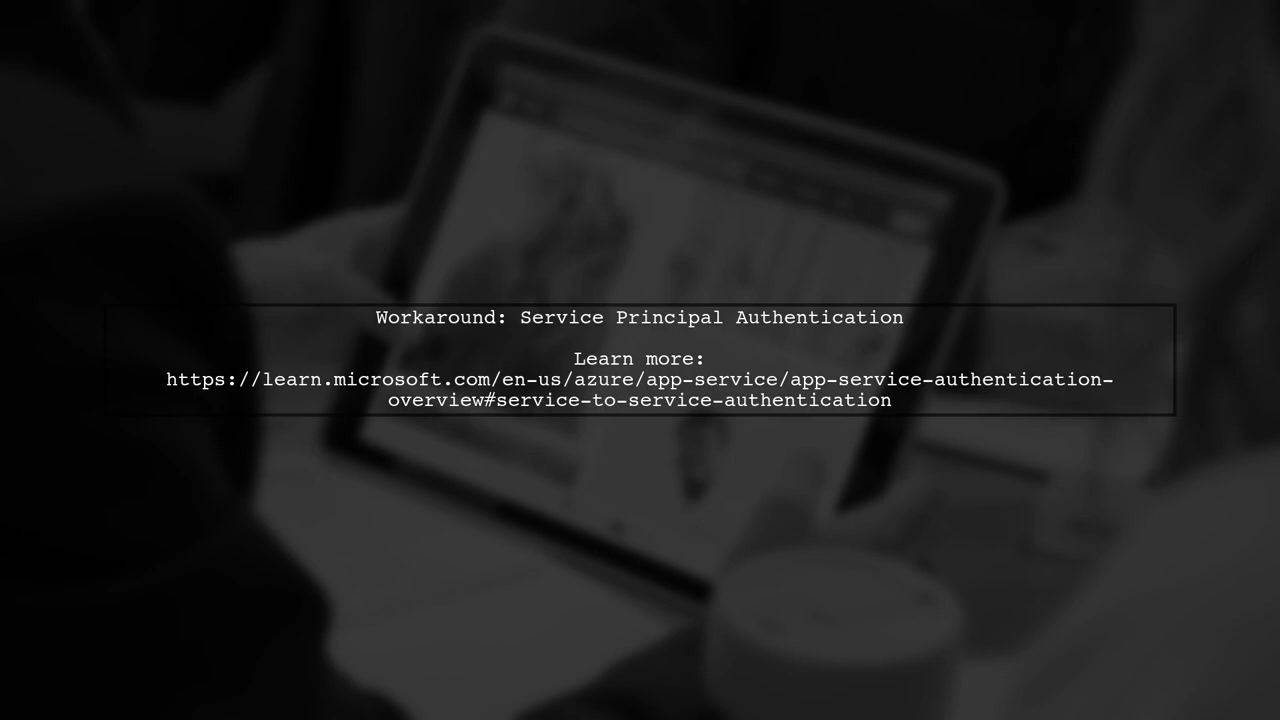 Workaround: Service Principal Authentication
Learn more:
https://learn.microsoft.com/en-us/azure/app-service/app-service-authentication-
overview#service-to-service-authentication